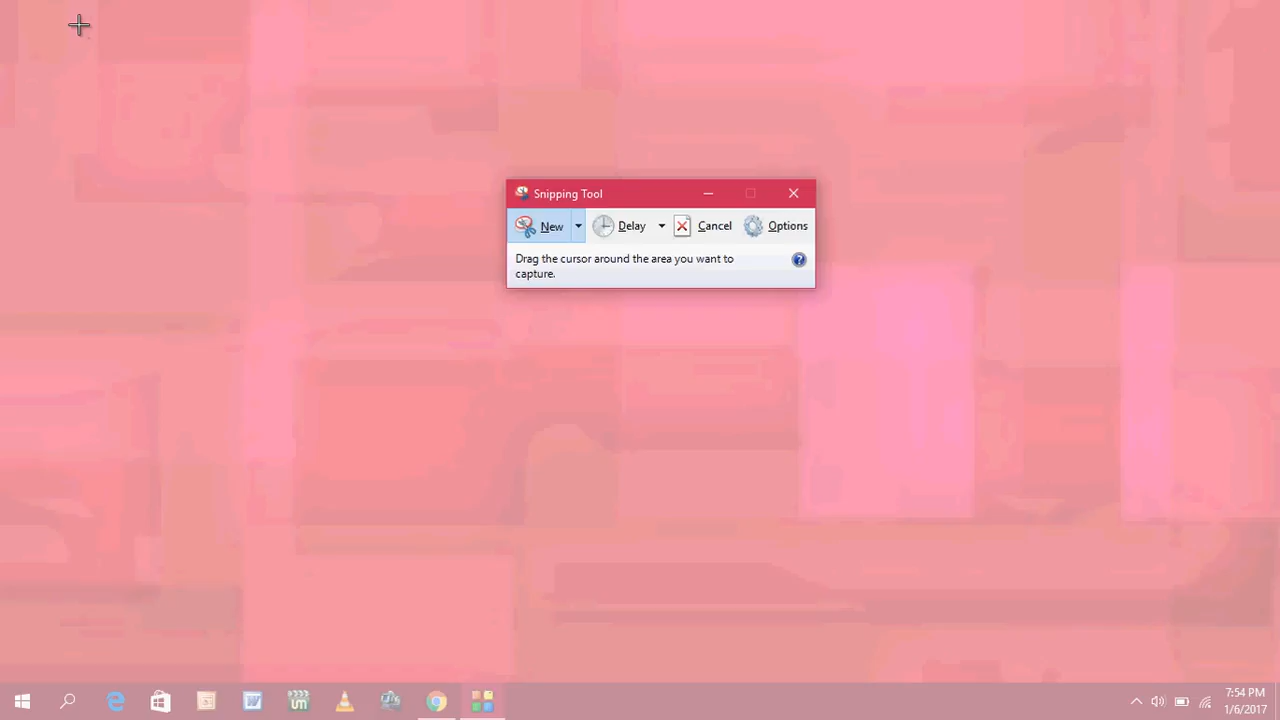 Snipping Tool
New Delay Cancel Options
Drag the cursor around the area you want to
capture.
7:54 PM
1/6/2017